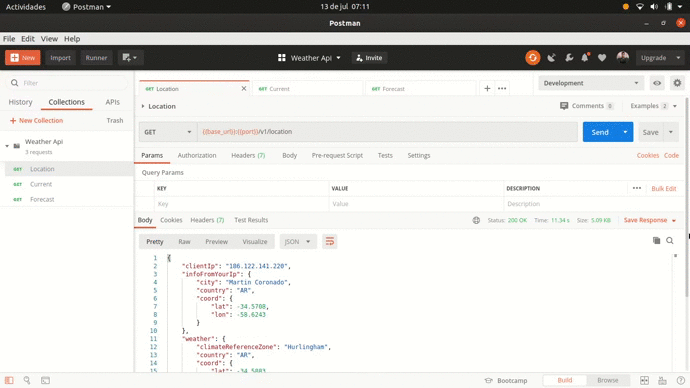 Actividades Postman 13 de jul 07:11
Postman
File Edit View Help
New Import Runner Weather Api Invite Upgrade
Filter
History Collections APIs
New Collection Trash
Weather Api
3 requests
GET Location
GET Current
GET Forecast
GET Location GET Current GET Forecast Development
Location Comments 0 Examples 2
GET {{base_url}}:{{port}}/v1/location Send Save
Params Authorization Headers (7) Body Pre-request Script Tests Settings Cookies Code
Query Params
KEY VALUE DESCRIPTION Bulk Edit
Key Value Description
Body Cookies Headers (7) Test Results Status: 200 OK Time: 11.34 s Size: 5.09 KB Save Response
Pretty Raw Preview Visualize JSON
1 {
2 "clientIp": "186.122.141.220",
3 "infoFromYourIp": {
4 "city": "Martin Coronado",
5 "country": "AR",
6 "coord": {
7 "lat": -34.5708,
8 "lon": -58.6243
9 }
10 },
11 "weather": {
12 "climateReferenceZone": "Hurlingham",
13 "country": "AR",
14 "coord": {
15 "lat": -34.5883
Bootcamp Build Browse